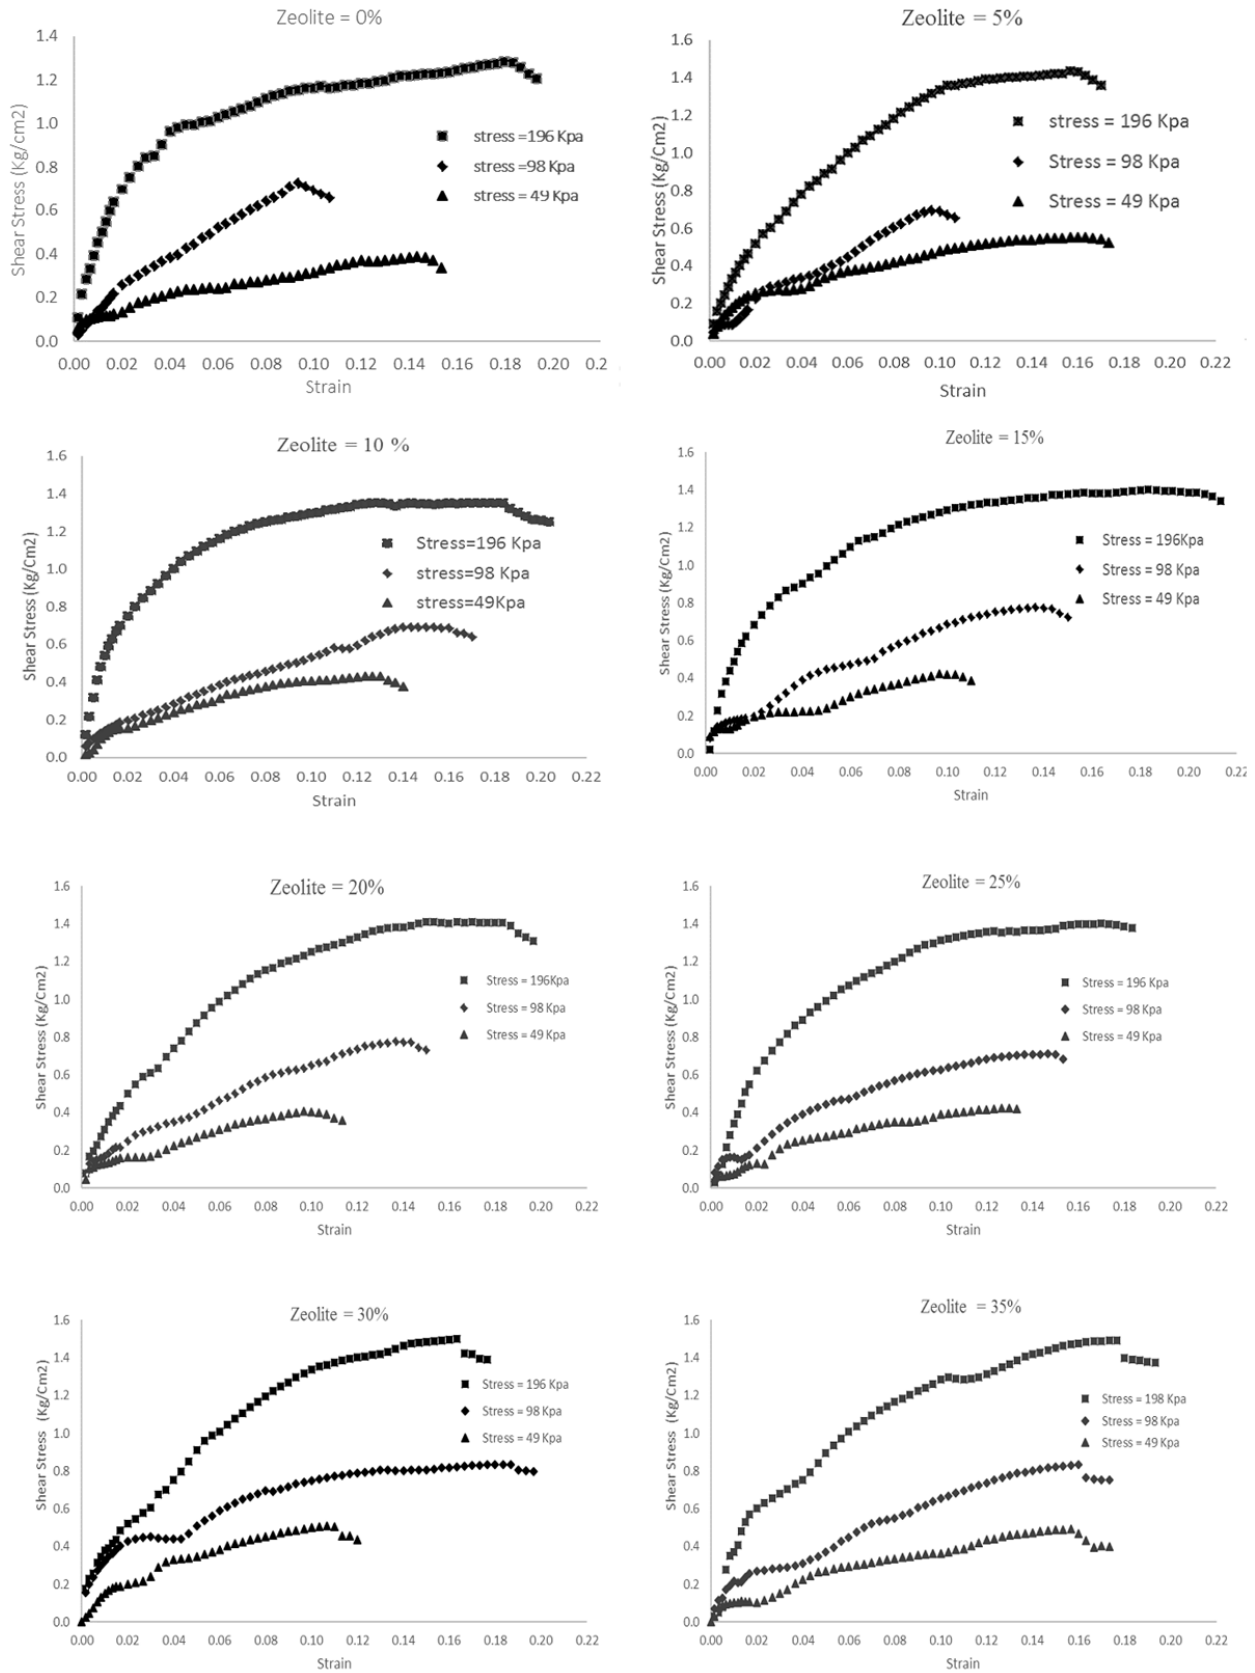 Zeolite = 0%
Shear Stress (Kg/cm2)
1.4
1.2
1.0
0.8
0.6
0.4
0.2
0.0
stress =196 Kpa
stress=98 Kpa
stress = 49 Kpa
0.00 0.02 0.04 0.06 0.08 0.10 0.12 0.14 0.16 0.18 0.20 0.2
Strain
Zeolite = 5%
Shear Stress (Kg/Cm2)
1.6
1.4
1.2
1.0
0.8
0.6
0.4
0.2
0.0
stress = 196 Kpa
Stress = 98 Kpa
Stress = 49 Kpa
0.00 0.02 0.04 0.06 0.08 0.10 0.12 0.14 0.16 0.18 0.20 0.22
Strain
Zeolite = 10 %
Shear Stress (Kg/Cm2)
1.6
1.4
1.2
1.0
0.8
0.6
0.4
0.2
0.0
Stress=196 Kpa
stress=98 Kpa
stress=49Kpa
0.00 0.02 0.04 0.06 0.08 0.10 0.12 0.14 0.16 0.18 0.20 0.22
Strain
Zeolite = 15%
Shear Stress (Kg/Cm2)
1.6
1.4
1.2
1.0
0.8
0.6
0.4
0.2
0.0
Stress = 196Kpa
Stress = 98 Kpa
Stress = 49 Kpa
0.00 0.02 0.04 0.06 0.08 0.10 0.12 0.14 0.16 0.18 0.20 0.22
Strain
Zeolite = 20%
Shear Stress (Kg/Cm2)
1.6
1.4
1.2
1.0
0.8
0.6
0.4
0.2
0.0
Stress = 196Kpa
Stress = 98 Kpa
Stress = 49 Kpa
0.00 0.02 0.04 0.06 0.08 0.10 0.12 0.14 0.16 0.18 0.20 0.22
Strain
Zeolite = 25%
Shear Stress (Kg/Cm2)
1.6
1.4
1.2
1.0
0.8
0.6
0.4
0.2
0.0
Stress = 196 Kpa
Stress = 98 Kpa
Stress = 49 Kpa
0.00 0.02 0.04 0.06 0.08 0.10 0.12 0.14 0.16 0.18 0.20 0.22
Strain
Zeolite = 30%
Shear Stress (Kg/Cm2)
1.6
1.4
1.2
1.0
0.8
0.6
0.4
0.2
0.0
Stress = 196 Kpa
Stress = 98 Kpa
Stress = 49 Kpa
0.00 0.02 0.04 0.06 0.08 0.10 0.12 0.14 0.16 0.18 0.20 0.22
Strain
Zeolite = 35%
Shear Stress (Kg/Cm2)
1.6
1.4
1.2
1.0
0.8
0.6
0.4
0.2
0.0
Stress = 198 Kpa
Stress = 98 Kpa
Stress = 49 Kpa
0.00 0.02 0.04 0.06 0.08 0.10 0.12 0.14 0.16 0.18 0.20 0.22
Strain